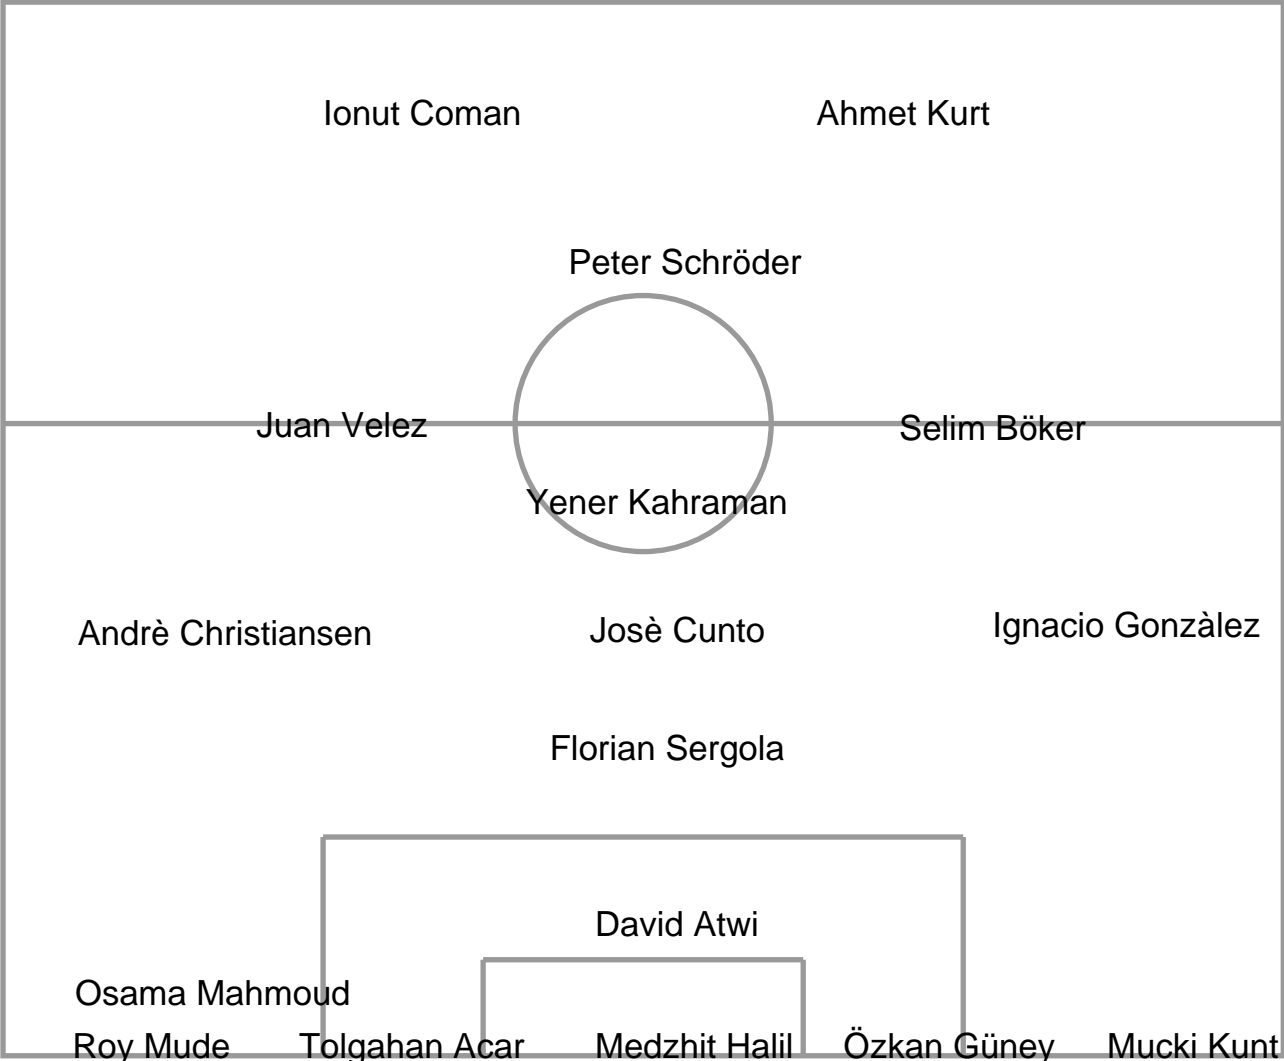 Ionut Coman Ahmet Kurt
Peter Schröder
Juan Velez Selim Böker
Yener Kahraman
Andrè Christiansen Josè Cunto Ignacio Gonzàlez
Florian Sergola
David Atwi
Osama Mahmoud
Roy Mude Tolgahan Acar Medzhit Halil Özkan Güney Mucki Kunt